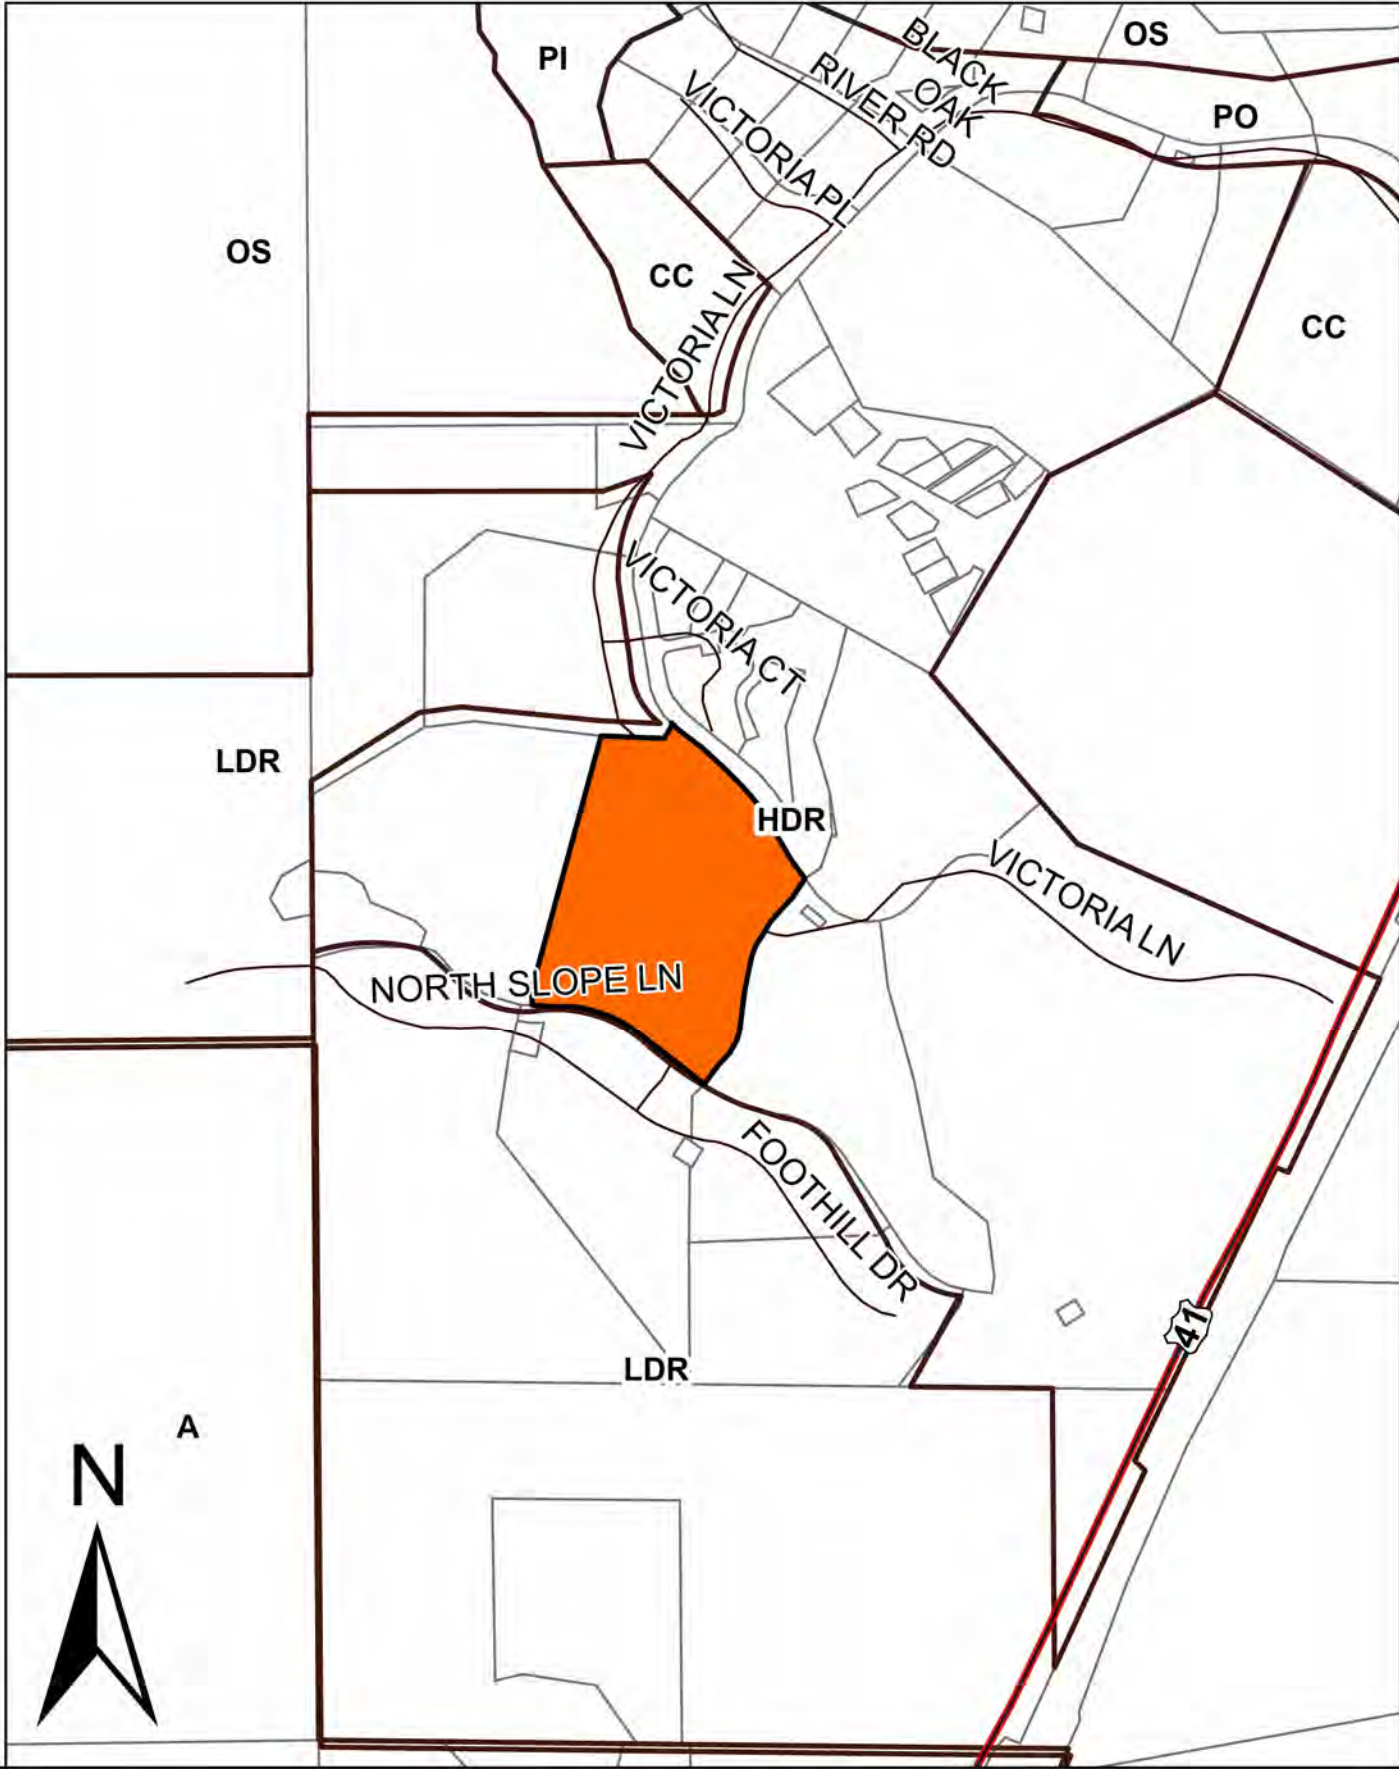 PI
OS
BLACK
OAK
RIVER RD
PO
VICTORIA PL
OS
CC
CC
VICTORIA LN
VICTORIA CT
LDR
HDR
VICTORIA LN
NORTH SLOPE LN
FOOTHILL DR
41
LDR
A
N